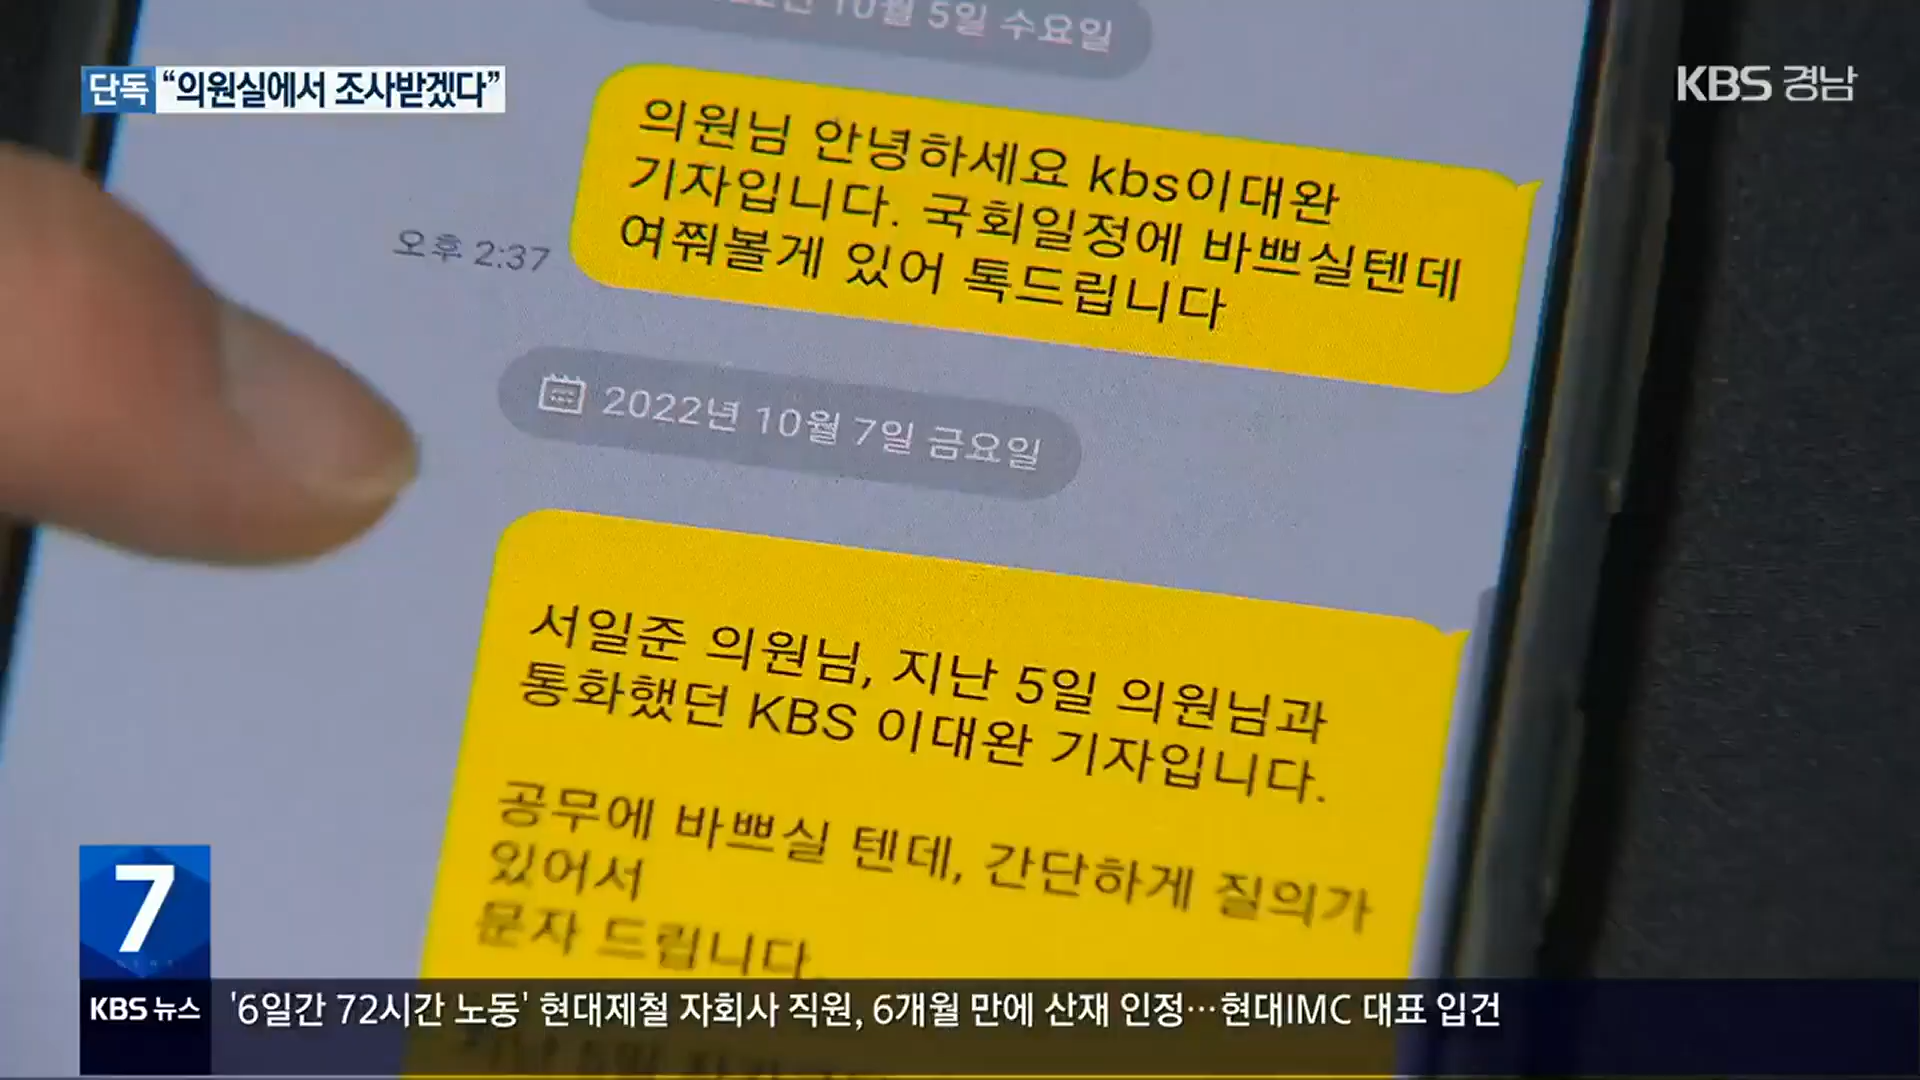 10월 5일 수요일
단독 “의원실에서 조사받겠다”
KBS 경남
의원님 안녕하세요 kbs이대완
기자입니다. 국회일정에 바쁘실텐데
여쭤볼게 있어 톡드립니다
오후 2:37
2022년 10월 7일 금요일
서일준 의원님, 지난 5일 의원님과
통화했던 KBS 이대완 기자입니다.
공무에 바쁘실 텐데, 간단하게 질의가
있어서
문자 드립니다.
7
KBS 뉴스
'6일간 72시간 노동' 현대제철 자회사 직원, 6개월 만에 산재 인정…현대IMC 대표 입건